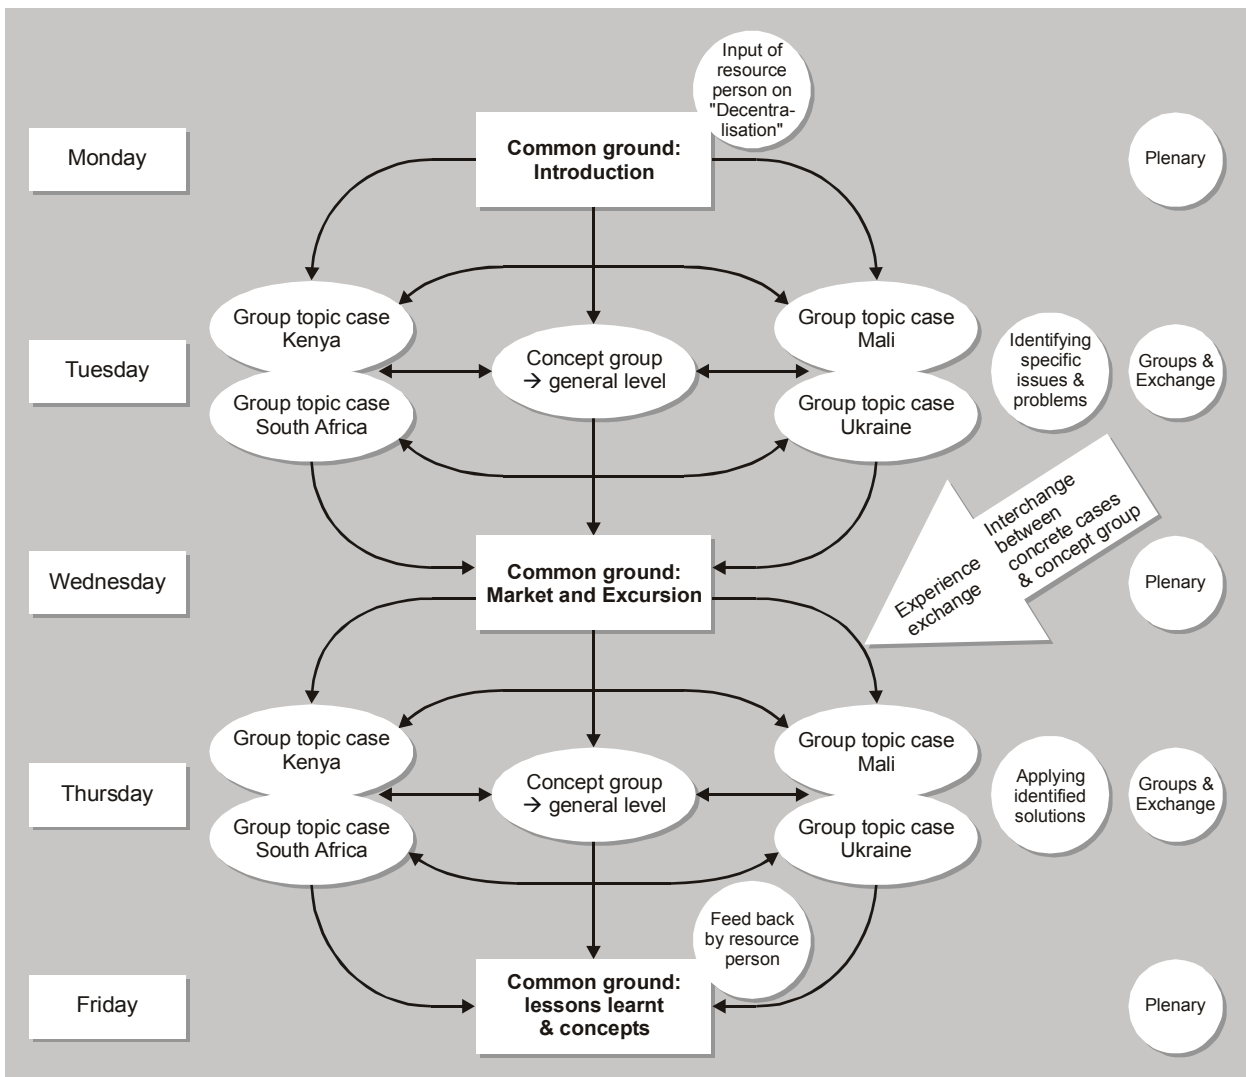 Input of
resource
person on
"Decentra-
lisation"
Monday
Common ground:
Introduction
Plenary
Group topic case
Kenya
Group topic case
Mali
Tuesday
Concept group
→ general level
Identifying
specific
issues &
problems
Groups &
Exchange
Group topic case
South Africa
Group topic case
Ukraine
Interchange
between
concrete cases
& concept group
Experience
exchange
Wednesday
Common ground:
Market and Excursion
Plenary
Group topic case
Kenya
Group topic case
Mali
Thursday
Concept group
→ general level
Applying
identified
solutions
Groups &
Exchange
Group topic case
South Africa
Group topic case
Ukraine
Feed back
by resource
person
Friday
Common ground:
lessons learnt
& concepts
Plenary